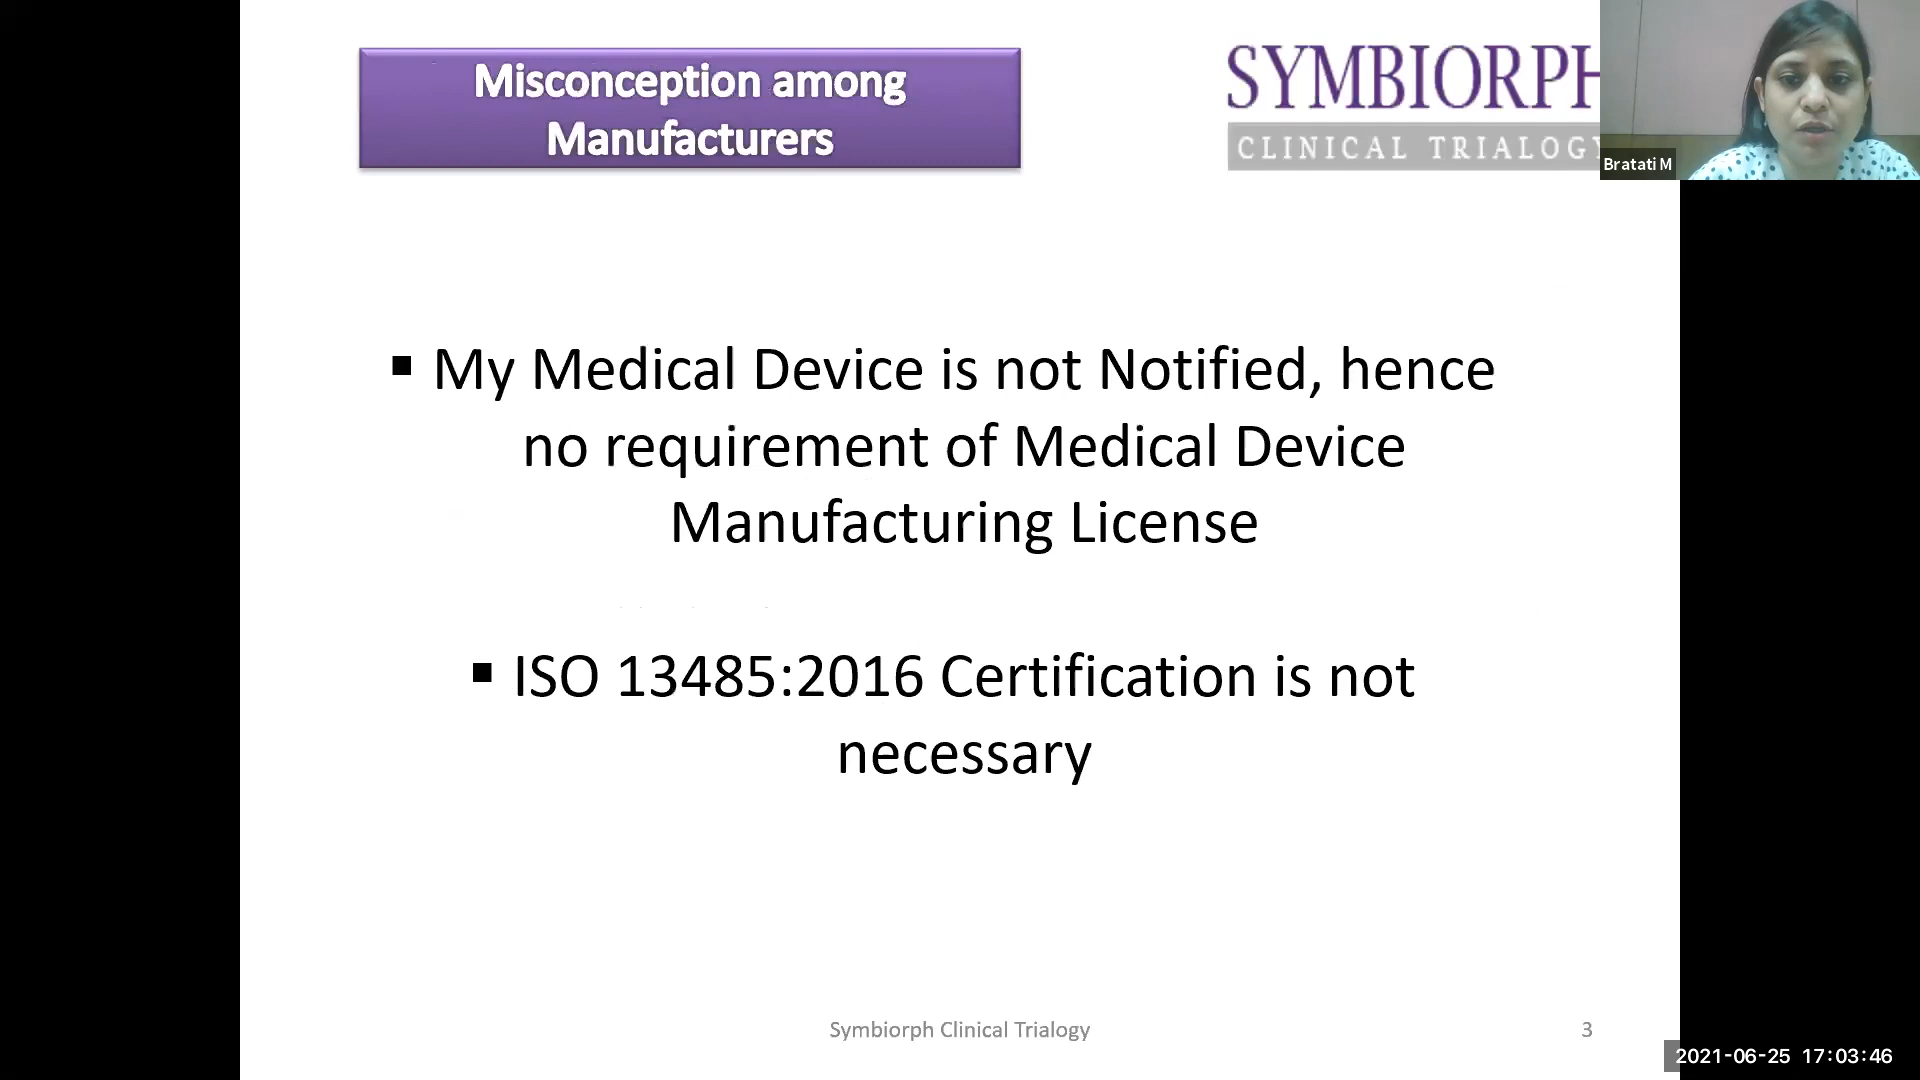 Misconception among
Manufacturers
SYMBIORPH
CLINICAL TRIALOGY
Bratati M
▪ My Medical Device is not Notified, hence
no requirement of Medical Device
Manufacturing License
▪ ISO 13485:2016 Certification is not
necessary
Symbiorph Clinical Trialogy
3
2021-06-25 17:03:46